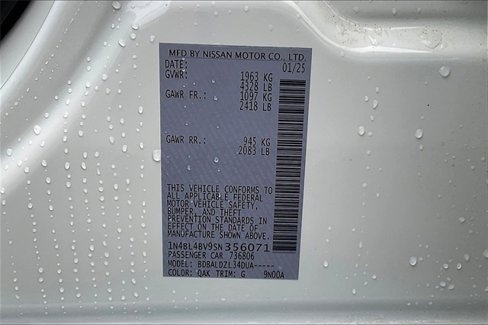 MFD BY NISSAN MOTOR CO., LTD.
DATE: 01/25
GVWR: 1963 KG
4328 LB
GAWR FR.: 1097 KG
2418 LB
GAWR RR.: 945 KG
2083 LB
THIS VEHICLE CONFORMS TO
ALL APPLICABLE FEDERAL
MOTOR VEHICLE SAFETY,
BUMPER, AND THEFT
PREVENTION STANDARDS IN
EFFECT ON THE DATE OF
MANUFACTURE SHOWN ABOVE.
1N4BL4BV9SN356071
PASSENGER CAR 736806
MODEL: BDBALDZL34DUA-----
COLOR: QAK TRIM: G 9N00A